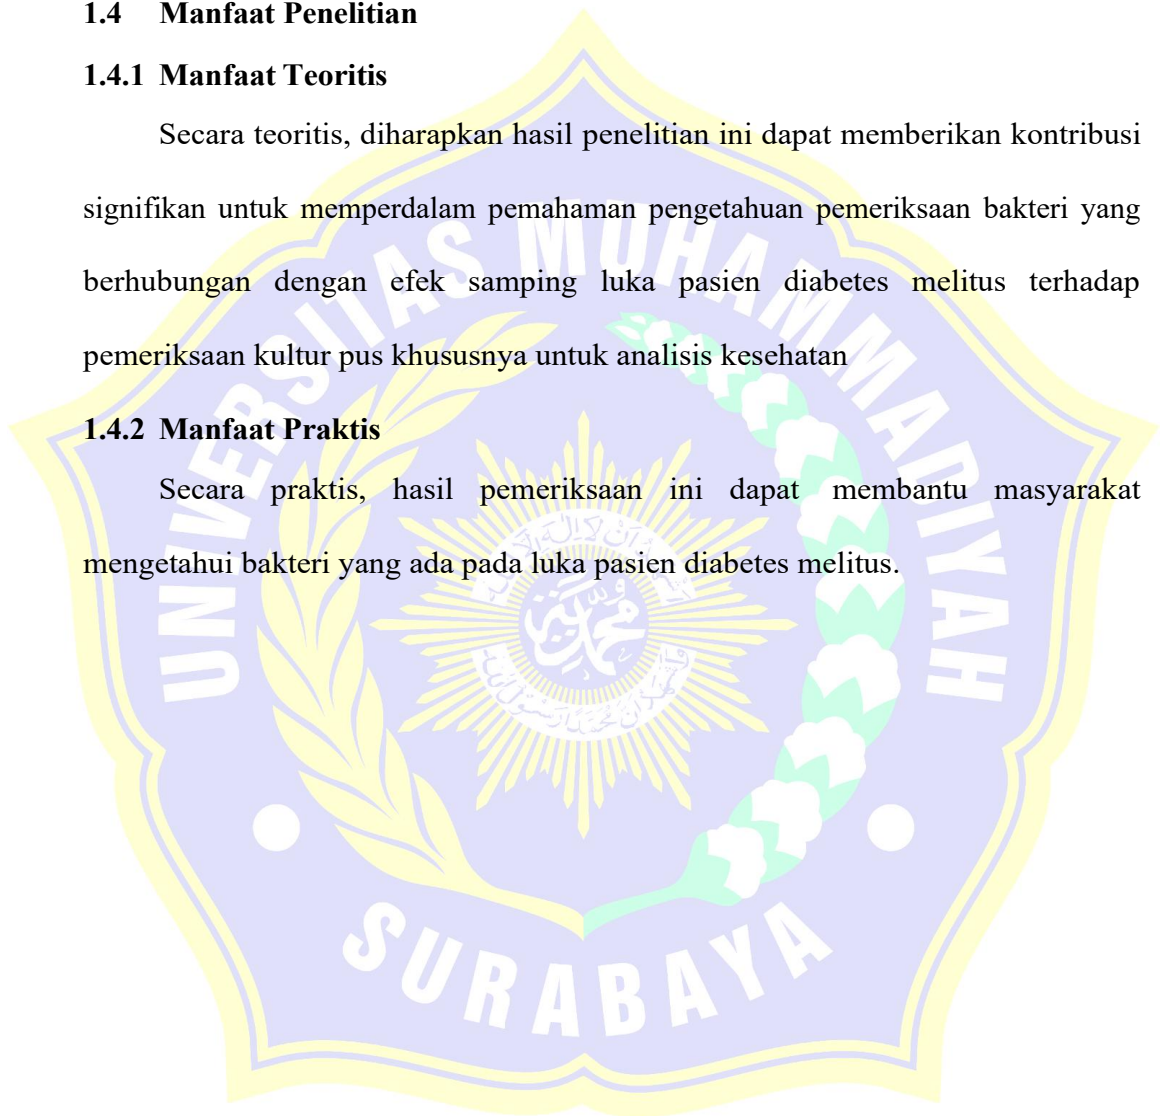 1.4 Manfaat Penelitian
1.4.1 Manfaat Teoritis
Secara teoritis, diharapkan hasil penelitian ini dapat memberikan kontribusi
signifikan untuk memperdalam pemahaman pengetahuan pemeriksaan bakteri yang
berhubungan dengan efek samping luka pasien diabetes melitus terhadap
pemeriksaan kultur pus khususnya untuk analisis kesehatan
1.4.2 Manfaat Praktis
Secara praktis, hasil pemeriksaan ini dapat membantu masyarakat
mengetahui bakteri yang ada pada luka pasien diabetes melitus.
UNIVERSITAS MUHAMMADIYAH
SURABAYA